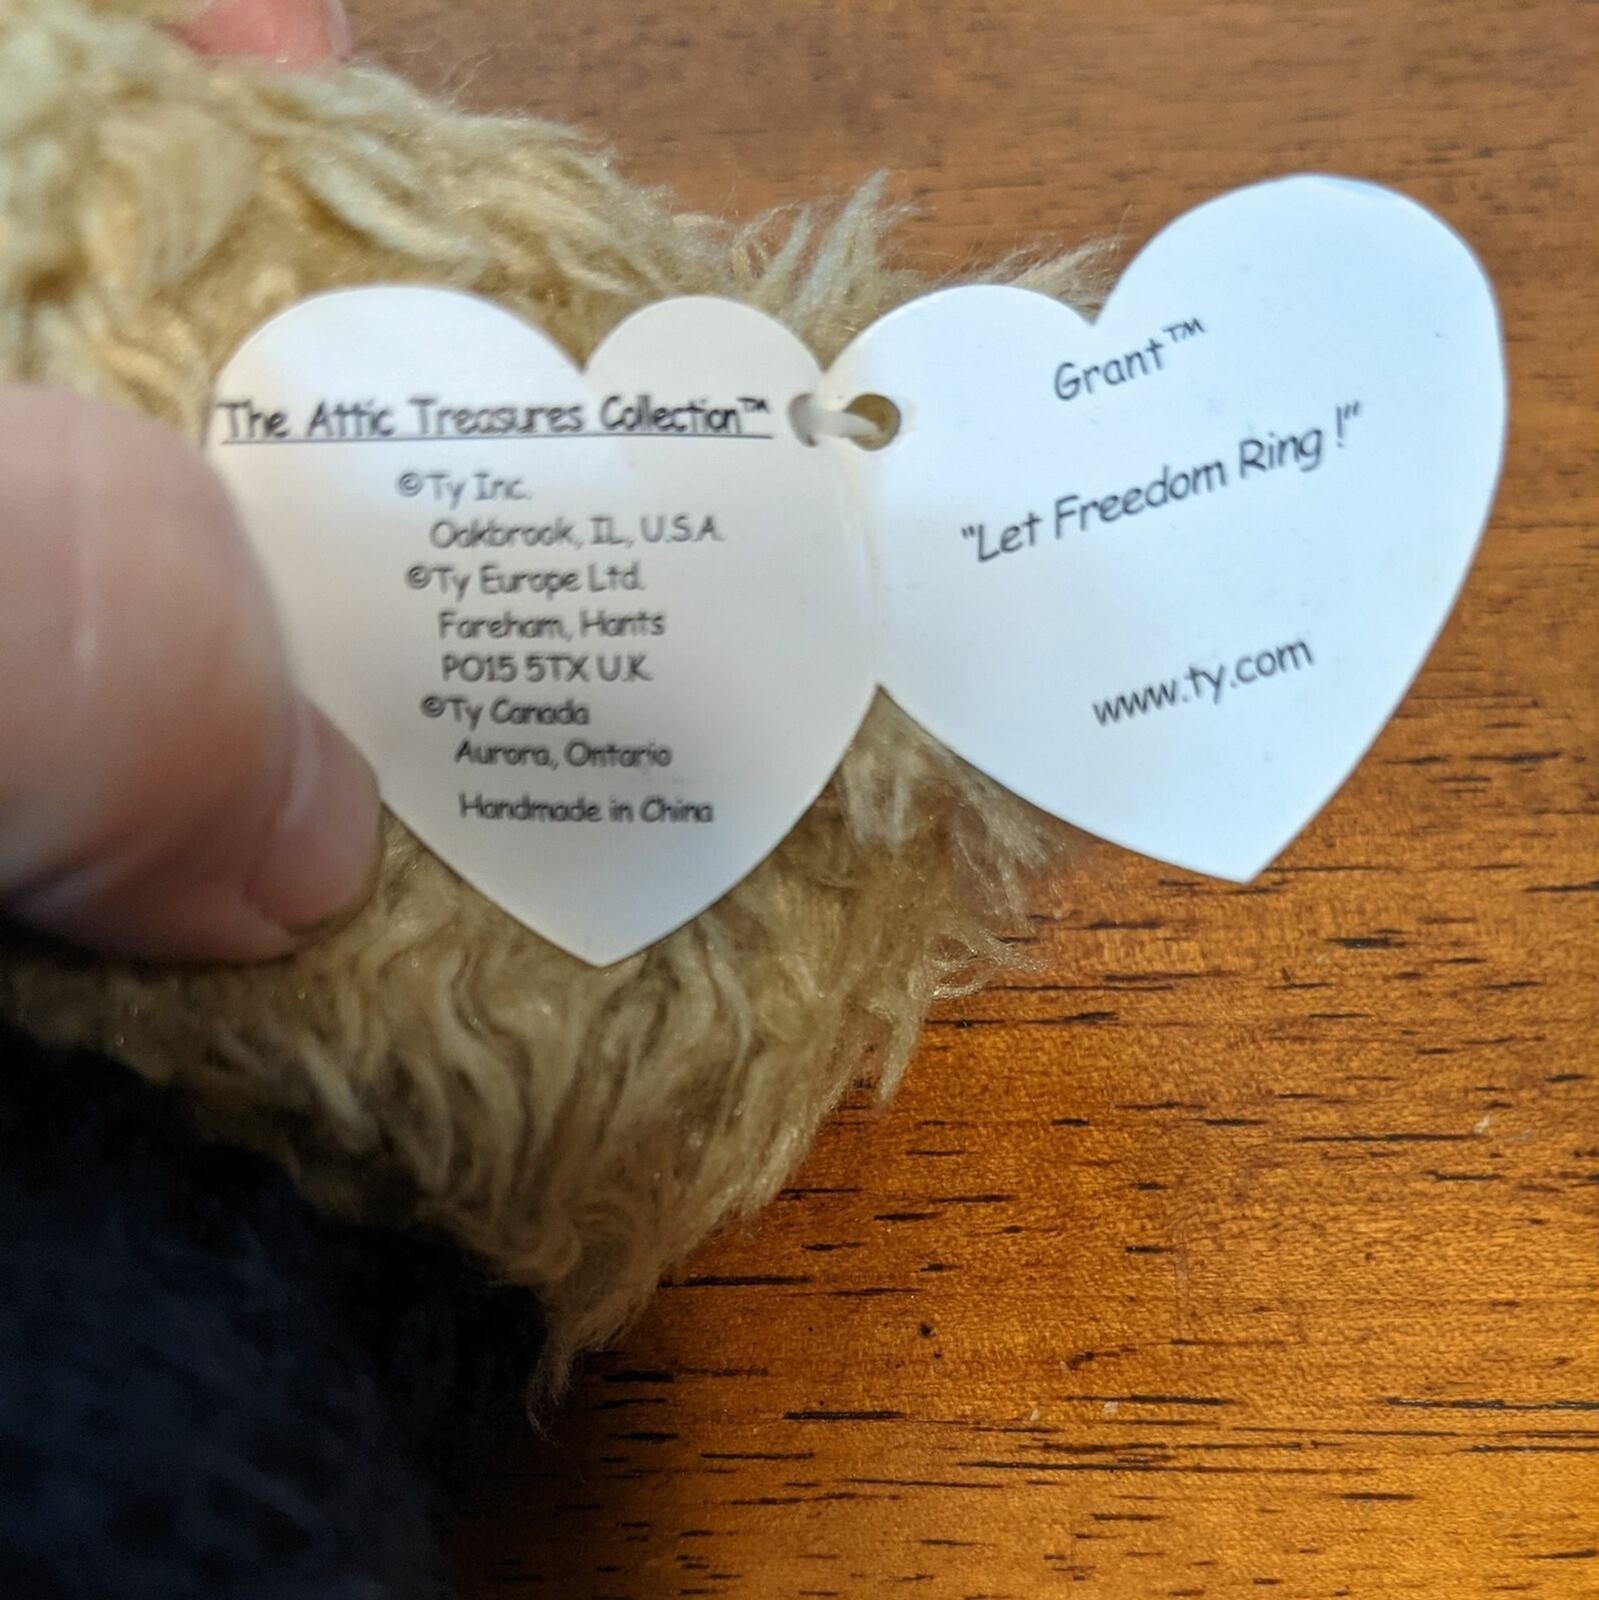 The Attic Treasures Collection™
©Ty Inc.
Oakbrook, IL, U.S.A.
©Ty Europe Ltd.
Fareham, Hants
PO15 5TX U.K.
©Ty Canada
Aurora, Ontario
Handmade in China
Grant™
"Let Freedom Ring !"
www.ty.com